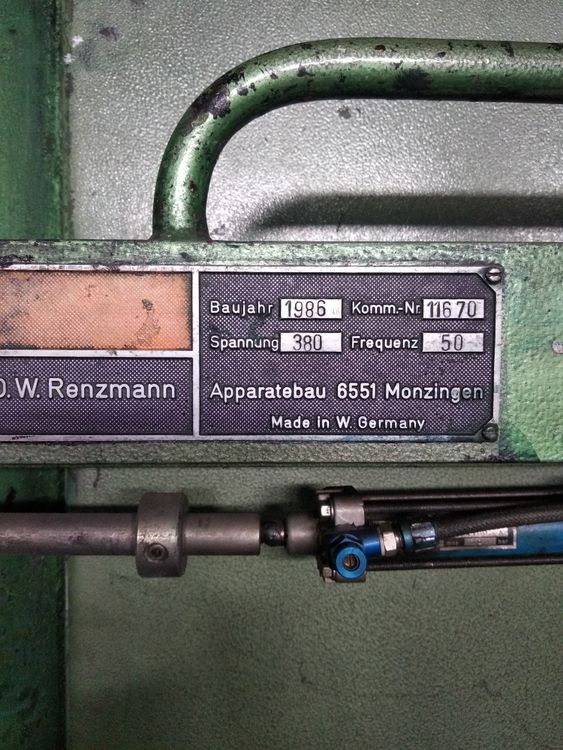 Baujahr 1986 Komm.-Nr. 11670
Spannung 380 Frequenz 50
D. W. Renzmann
Apparatebau 6551 Monzingen
Made in W. Germany